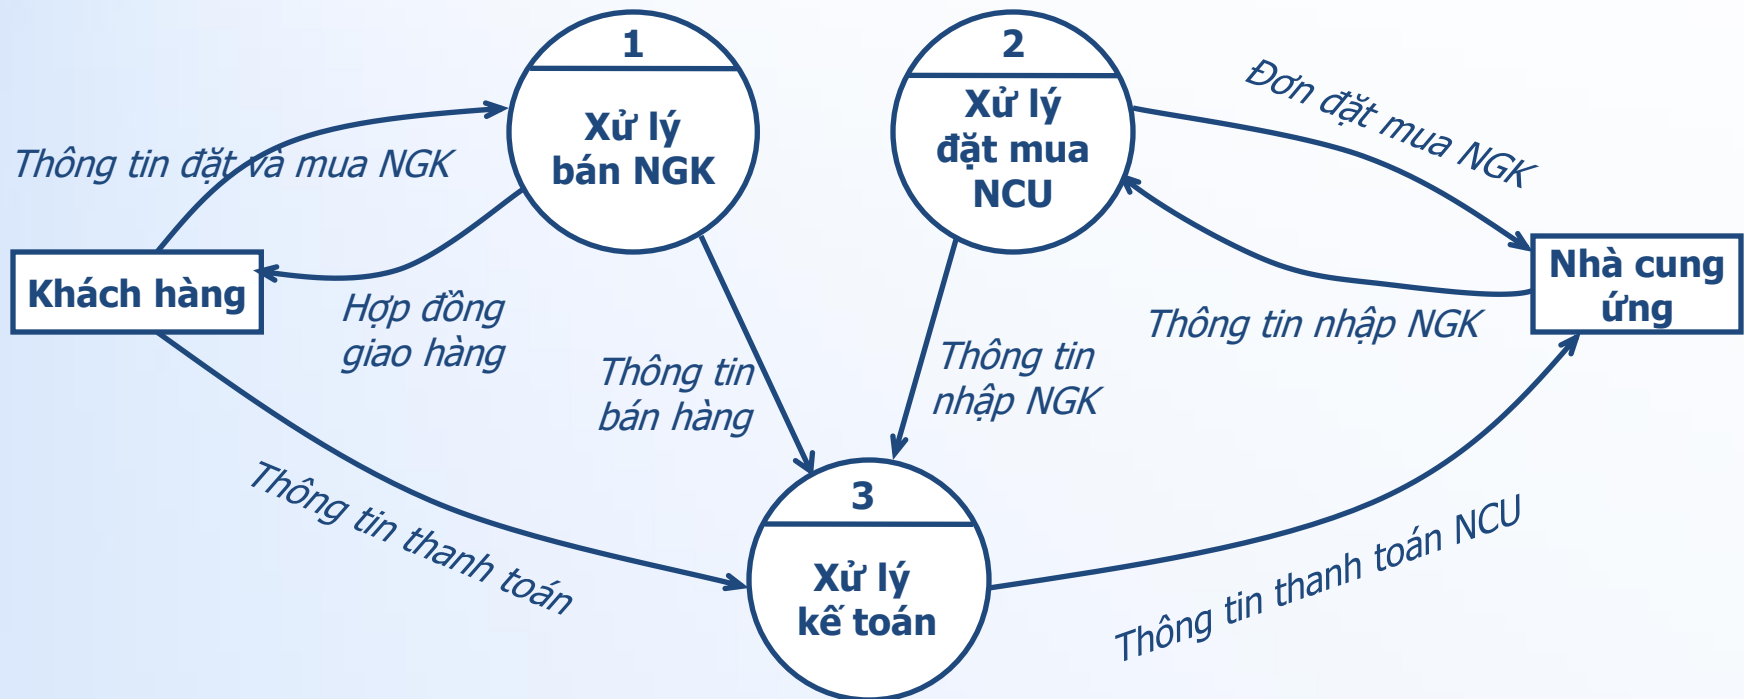 1
Xử lý
bán NGK
2
Xử lý
đặt mua
NCU
Đơn đặt mua NGK
Thông tin đặt và mua NGK
Khách hàng
Hợp đồng
giao hàng
Thông tin
bán hàng
Thông tin
nhập NGK
Thông tin nhập NGK
Nhà cung
ứng
Thông tin thanh toán
3
Xử lý
kế toán
Thông tin thanh toán NCU